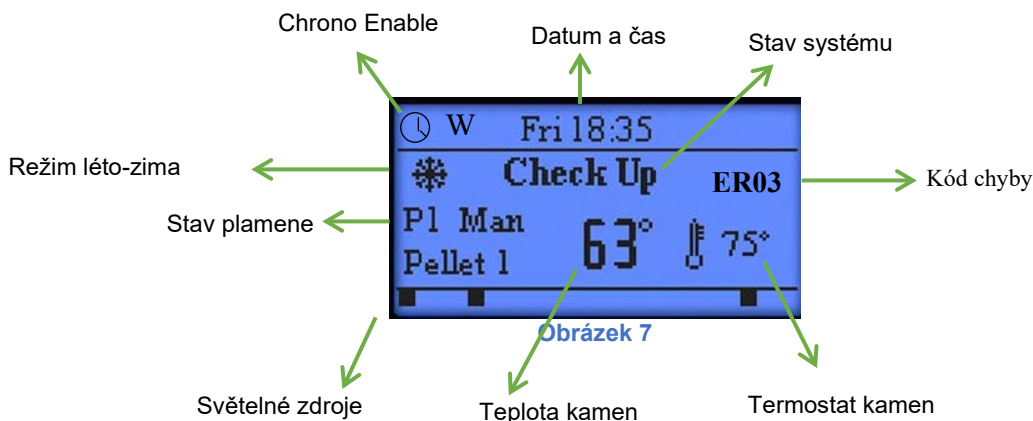 Chrono Enable
Datum a čas
Stav systému
W Fri 18:35
Režim léto-zima
Check Up
ER03
Kód chyby
Stav plamene
P1 Man
63°
75°
Pellet 1
Obrázek 7
Světelné zdroje
Teplota kamen
Termostat kamen